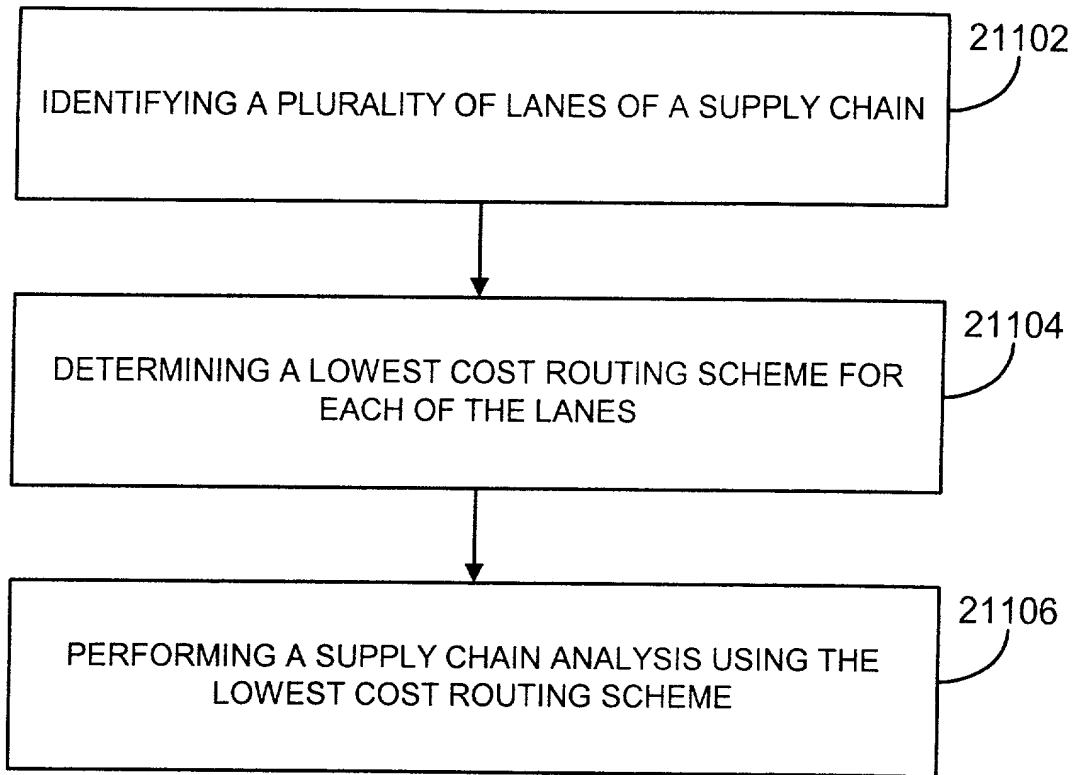 21102
IDENTIFYING A PLURALITY OF LANES OF A SUPPLY CHAIN
21104
DETERMINING A LOWEST COST ROUTING SCHEME FOR
EACH OF THE LANES
21106
PERFORMING A SUPPLY CHAIN ANALYSIS USING THE
LOWEST COST ROUTING SCHEME